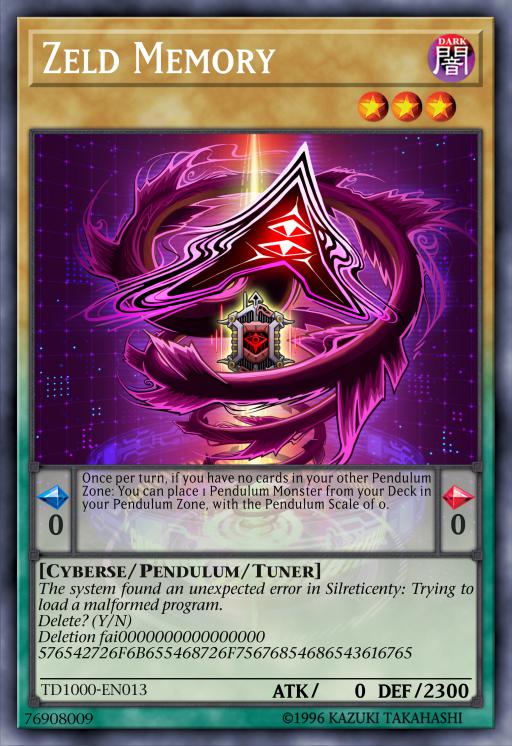 ZELD MEMORY
DARK
闇
Once per turn, if you have no cards in your other Pendulum
Zone: You can place 1 Pendulum Monster from your Deck in
your Pendulum Zone, with the Pendulum Scale of 0.
0
0
[CYBERSE/PENDULUM/TUNER]
The system found an unexpected error in Silreticenty: Trying to
load a malformed program.
Delete? (Y/N)
Deletion fai0000000000000000
576542726F6B655468726F75676854686543616765
TD1000-EN013
ATK/ 0 DEF/2300
76908009
©1996 KAZUKI TAKAHASHI